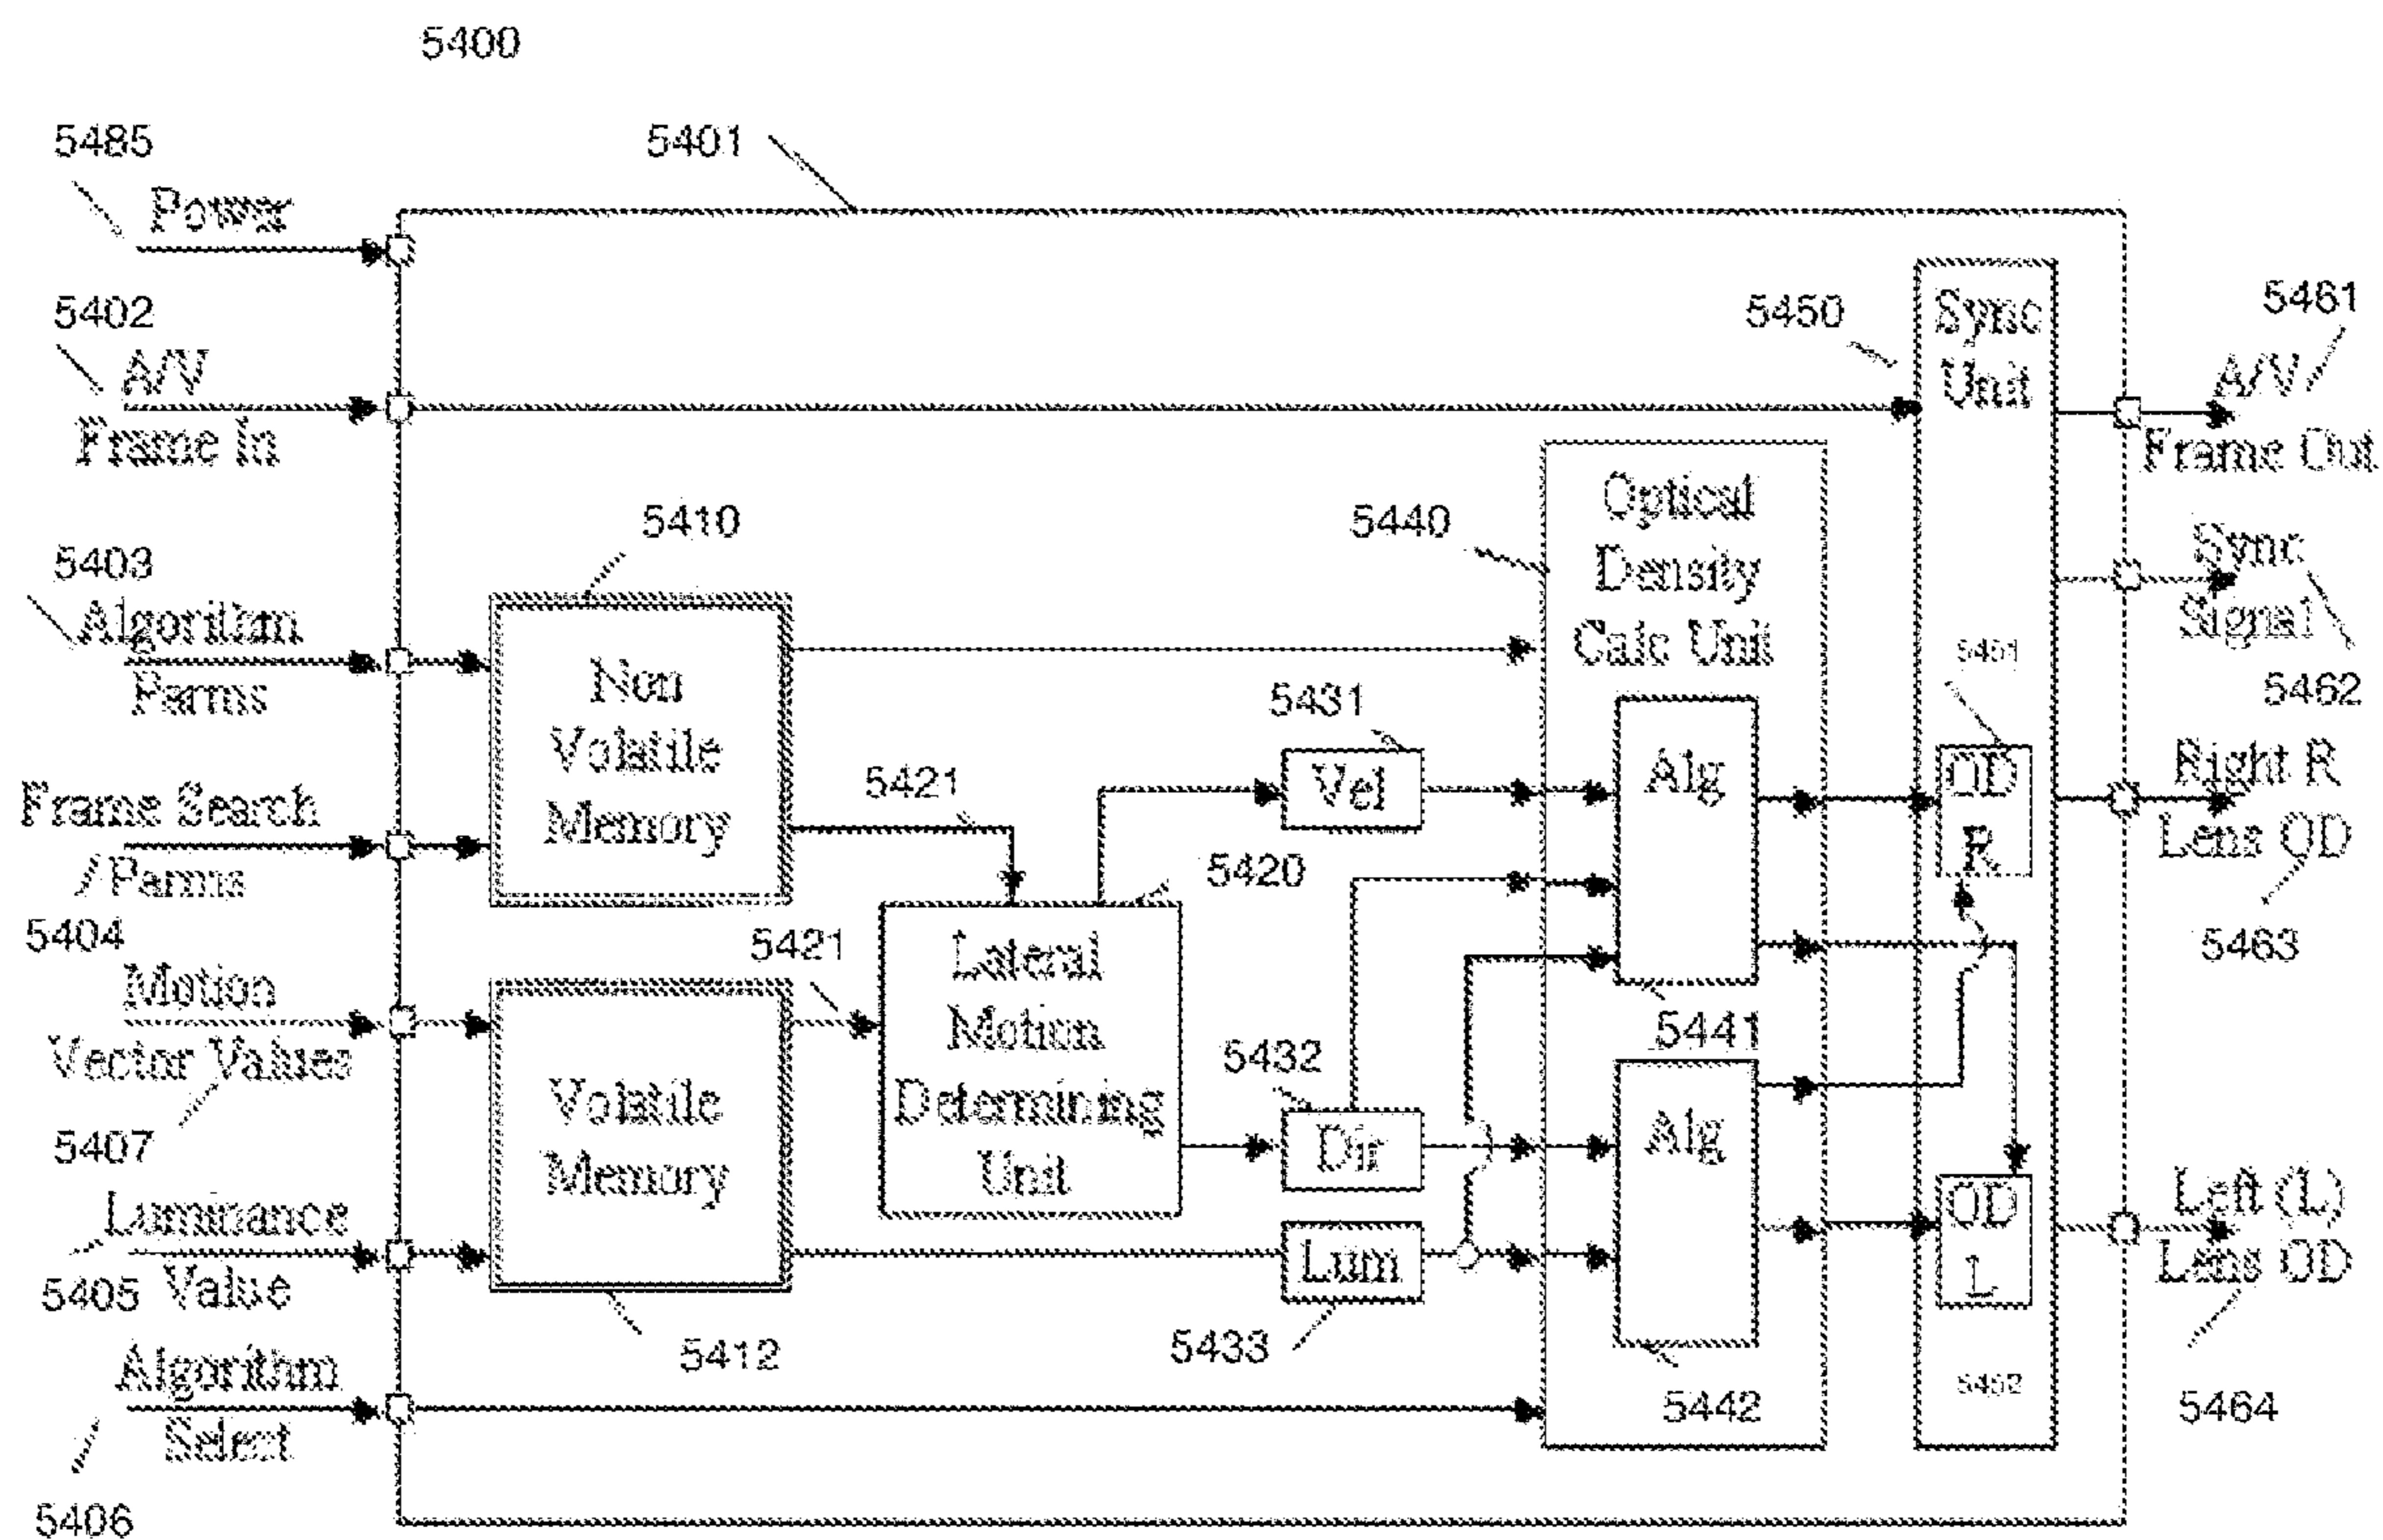 5400
5485
Power
5401
5402
A/V
Frame In
5403
Algorithm
Parms
Frame Search
/ Parms
5404
Motion
Vector Values
5407
Luminance
5405 Value
Algorithm
Select
5406
5410
Non
Volatile
Memory
5421
5421
Volatile
Memory
5412
5420
Lateral
Motion
Determining
Unit
5431
Vel
5432
Dir
Lum
5433
5440
Optical
Density
Calc Unit
Alg
5441
Alg
5442
5450
Sync
Unit
5451
OD
R
OD
L
5452
5461
A/V
Frame Out
Sync
Signal
5462
Right R
Lens OD
5463
Left (L)
Lens OD
5464